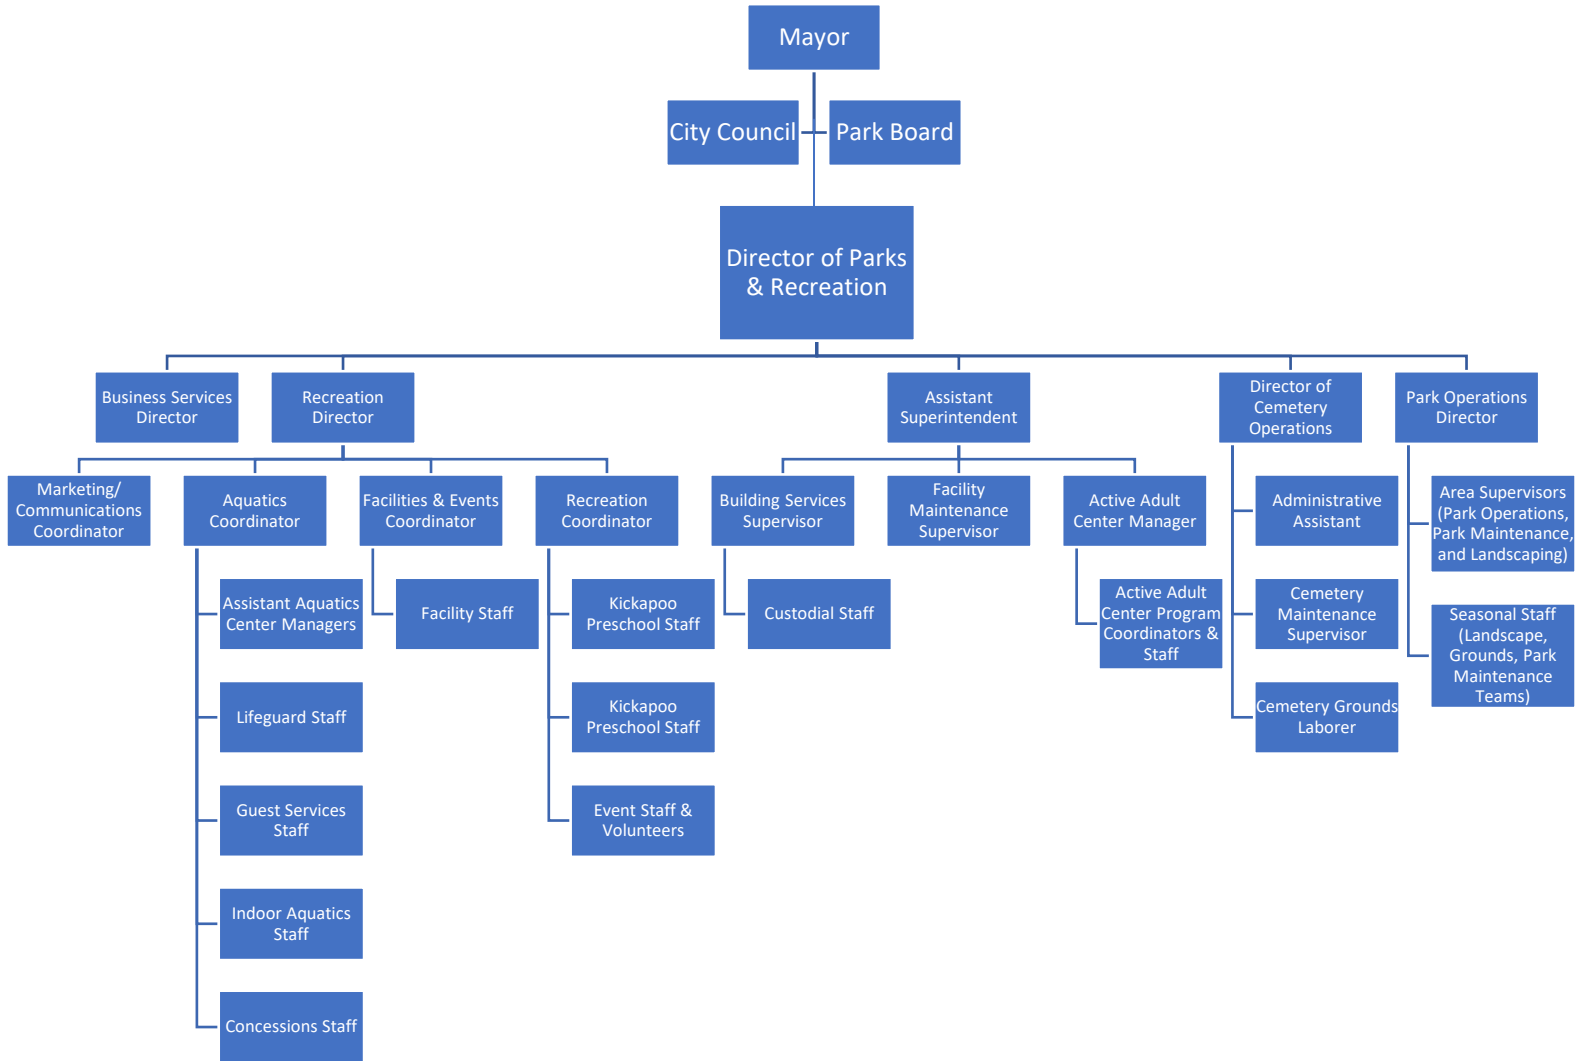 Mayor
City Council
Park Board
Director of Parks
& Recreation
Business Services
Director
Recreation
Director
Assistant
Superintendent
Director of
Cemetery
Operations
Park Operations
Director
Marketing/
Communications
Coordinator
Aquatics
Coordinator
Facilities & Events
Coordinator
Recreation
Coordinator
Building Services
Supervisor
Facility
Maintenance
Supervisor
Active Adult
Center Manager
Administrative
Assistant
Area Supervisors
(Park Operations,
Park Maintenance,
and Landscaping)
Assistant Aquatics
Center Managers
Facility Staff
Kickapoo
Preschool Staff
Custodial Staff
Active Adult
Center Program
Coordinators &
Staff
Cemetery
Maintenance
Supervisor
Seasonal Staff
(Landscape,
Grounds, Park
Maintenance
Teams)
Lifeguard Staff
Kickapoo
Preschool Staff
Cemetery Grounds
Laborer
Guest Services
Staff
Event Staff &
Volunteers
Indoor Aquatics
Staff
Concessions Staff